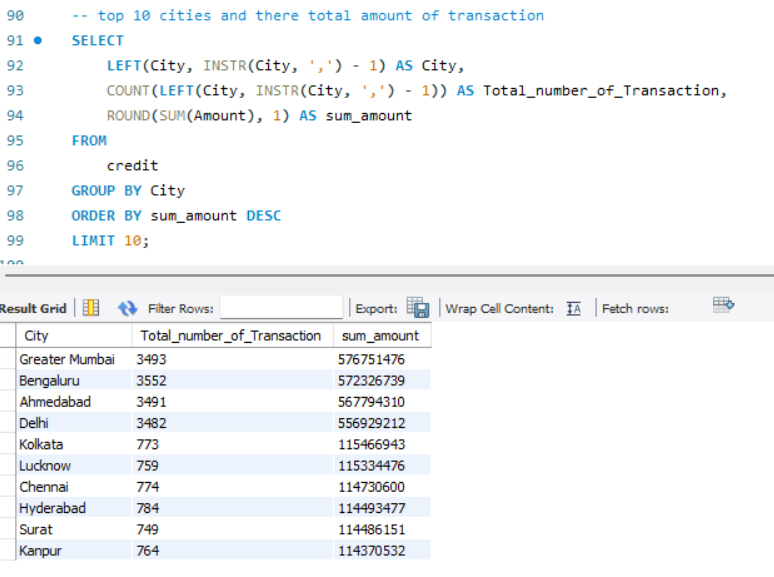 90 -- top 10 cities and there total amount of transaction
91 SELECT
92 LEFT(City, INSTR(City, ',') - 1) AS City,
93 COUNT(LEFT(City, INSTR(City, ',') - 1)) AS Total_number_of_Transaction,
94 ROUND(SUM(Amount), 1) AS sum_amount
95 FROM
96 credit
97 GROUP BY City
98 ORDER BY sum_amount DESC
99 LIMIT 10;
Result Grid Filter Rows: Export: Wrap Cell Content: Fetch rows:
City Total_number_of_Transaction sum_amount
Greater Mumbai 3493 576751476
Bengaluru 3552 572326739
Ahmedabad 3491 567794310
Delhi 3482 556929212
Kolkata 773 115466943
Lucknow 759 115334476
Chennai 774 114730600
Hyderabad 784 114493477
Surat 749 114486151
Kanpur 764 114370532